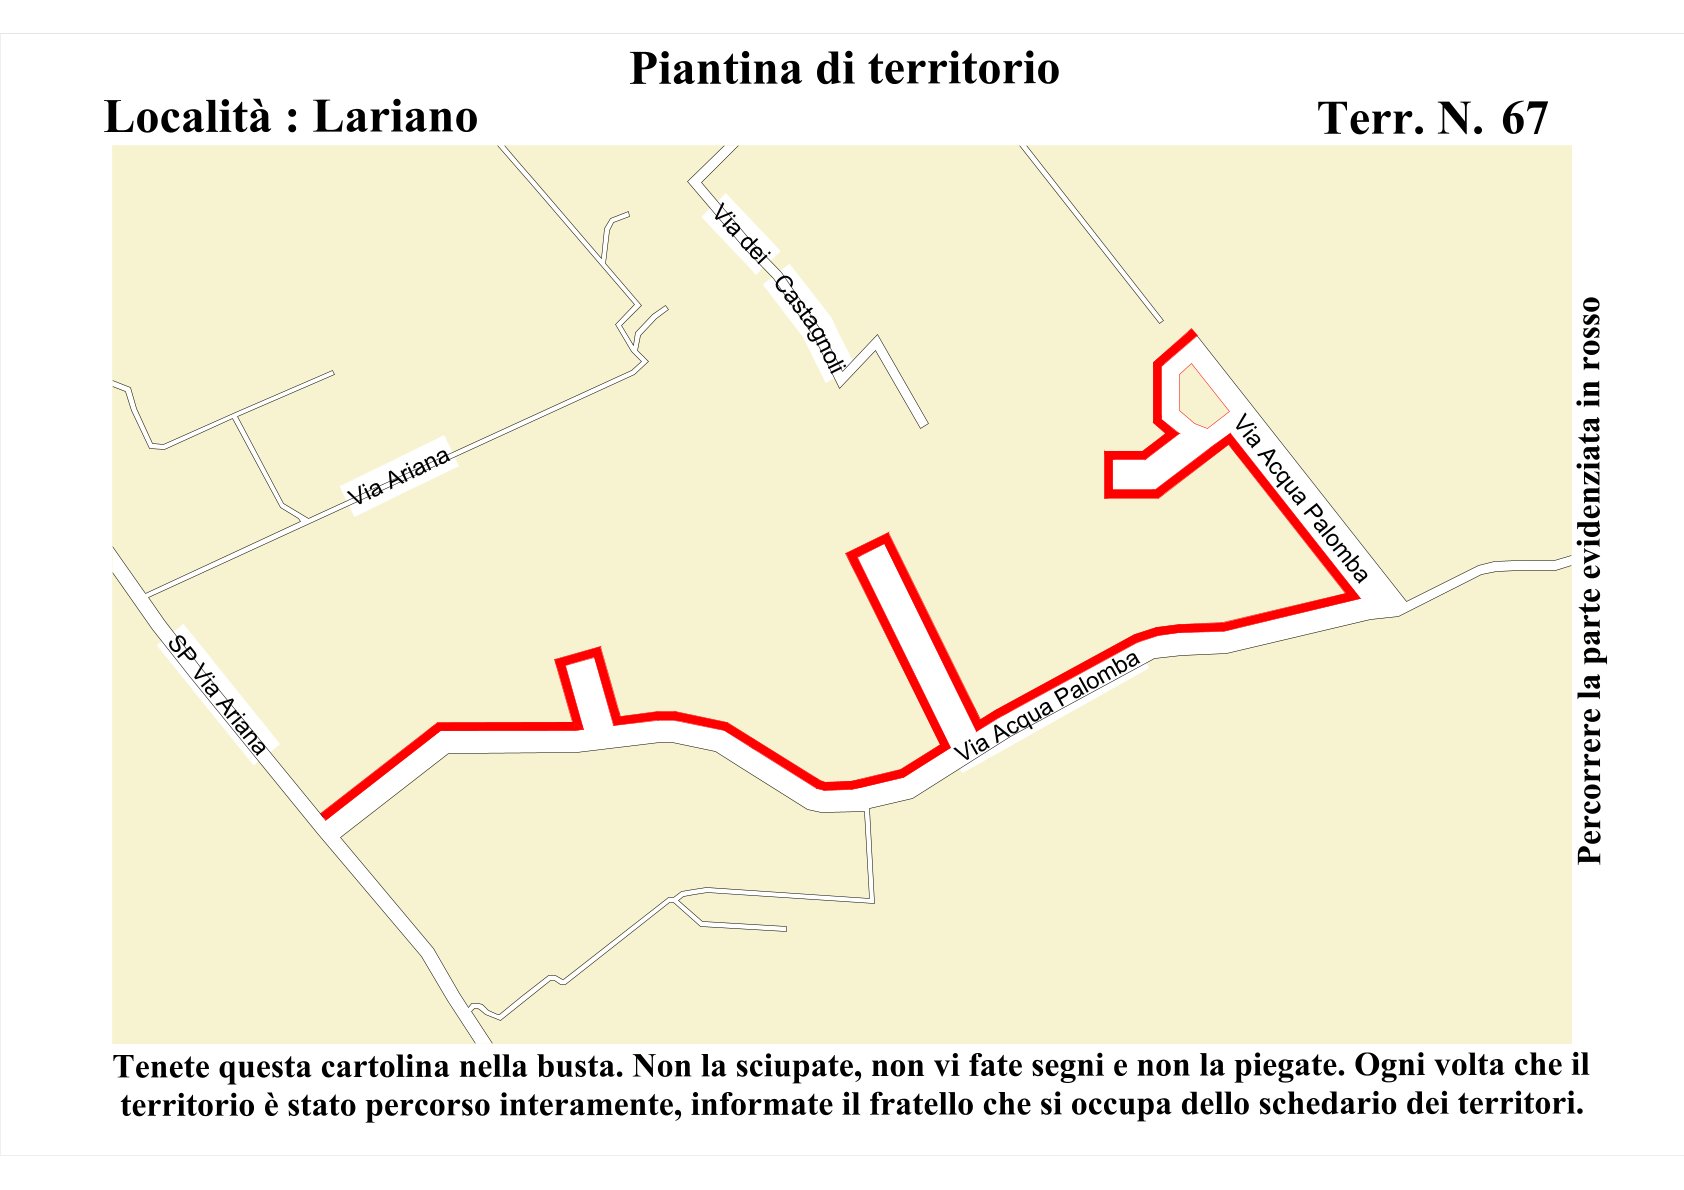 Piantina di territorio
Località : Lariano
Terr. N. 67
Via dei Castagnoli
Via Ariana
Via Acqua Palomba
SP Via Ariana
Via Acqua Palomba
Percorrere la parte evidenziata in rosso
Tenete questa cartolina nella busta. Non la sciupate, non vi fate segni e non la piegate. Ogni volta che il
territorio è stato percorso interamente, informate il fratello che si occupa dello schedario dei territori.